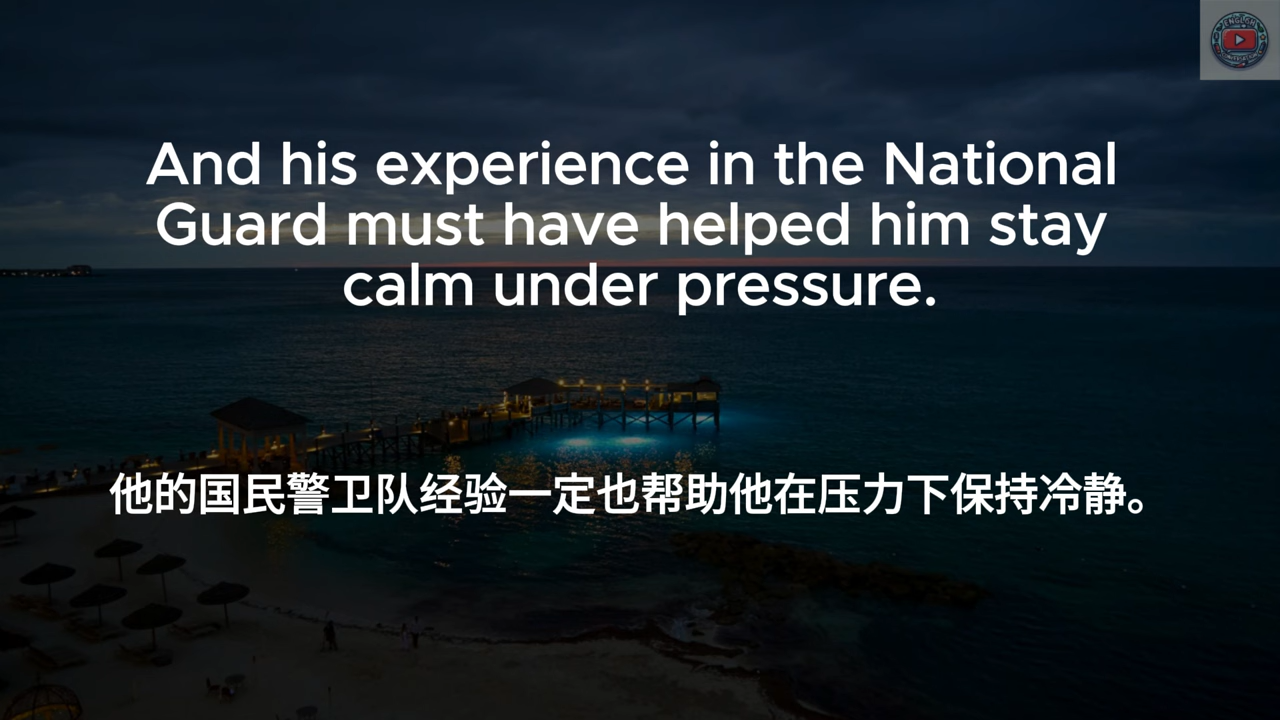 ENGLISH
And his experience in the National
Guard must have helped him stay
calm under pressure.
他的国民警卫队经验一定也帮助他在压力下保持冷静。